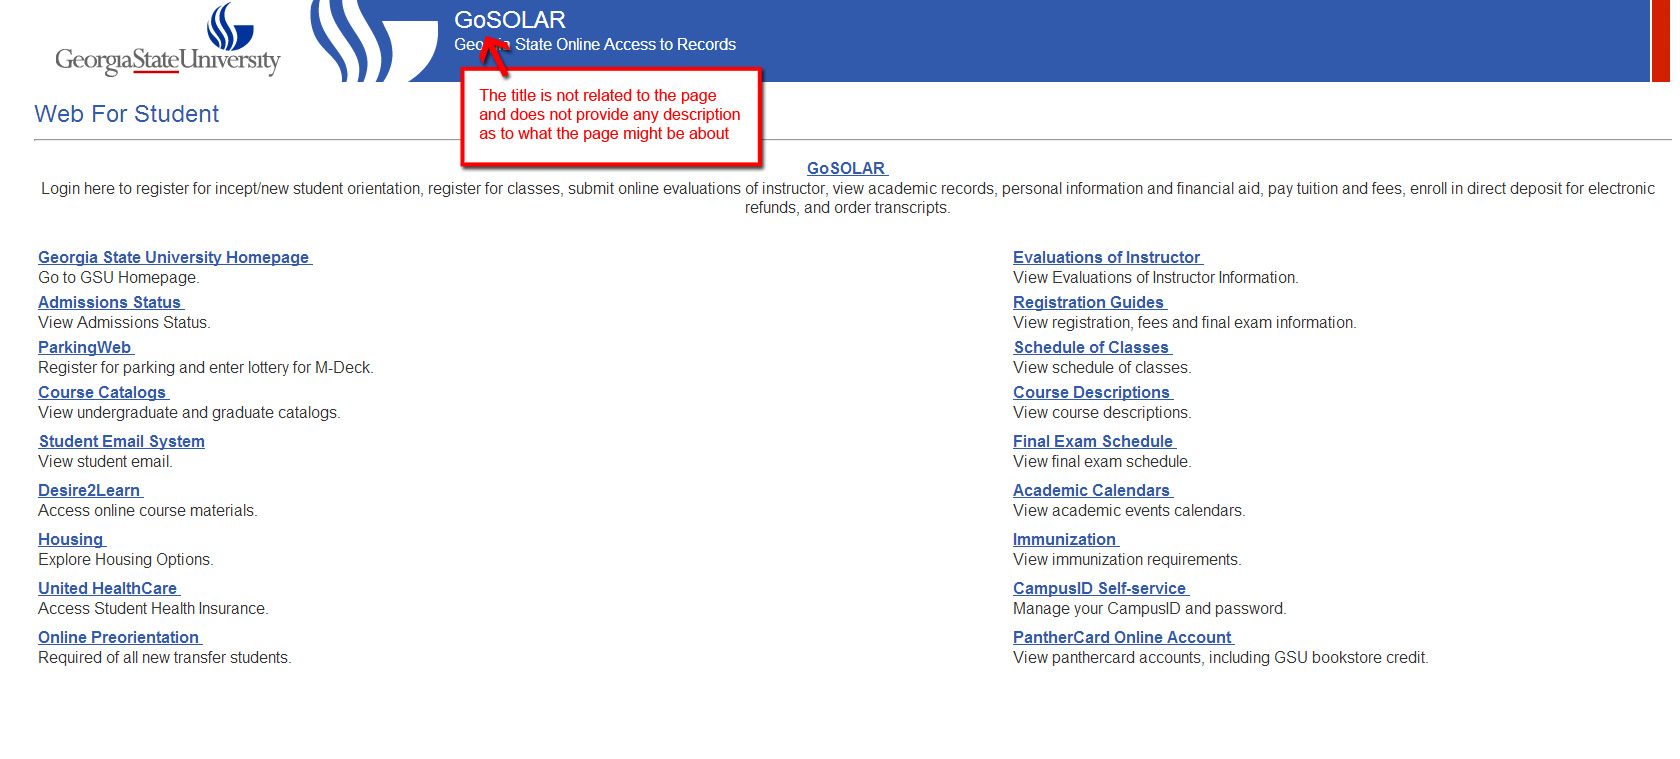 GeorgiaStateUniversity
GoSOLAR
Georgia State Online Access to Records
The title is not related to the page
and does not provide any description
as to what the page might be about
Web For Student
GoSOLAR
Login here to register for incept/new student orientation, register for classes, submit online evaluations of instructor, view academic records, personal information and financial aid, pay tuition and fees, enroll in direct deposit for electronic
refunds, and order transcripts.
Georgia State University Homepage
Go to GSU Homepage.
Admissions Status
View Admissions Status.
ParkingWeb
Register for parking and enter lottery for M-Deck.
Course Catalogs
View undergraduate and graduate catalogs.
Student Email System
View student email.
Desire2Learn
Access online course materials.
Housing
Explore Housing Options.
United HealthCare
Access Student Health Insurance.
Online Preorientation
Required of all new transfer students.
Evaluations of Instructor
View Evaluations of Instructor Information.
Registration Guides
View registration, fees and final exam information.
Schedule of Classes
View schedule of classes.
Course Descriptions
View course descriptions.
Final Exam Schedule
View final exam schedule.
Academic Calendars
View academic events calendars.
Immunization
View immunization requirements.
CampusID Self-service
Manage your CampusID and password.
PantherCard Online Account
View panthercard accounts, including GSU bookstore credit.